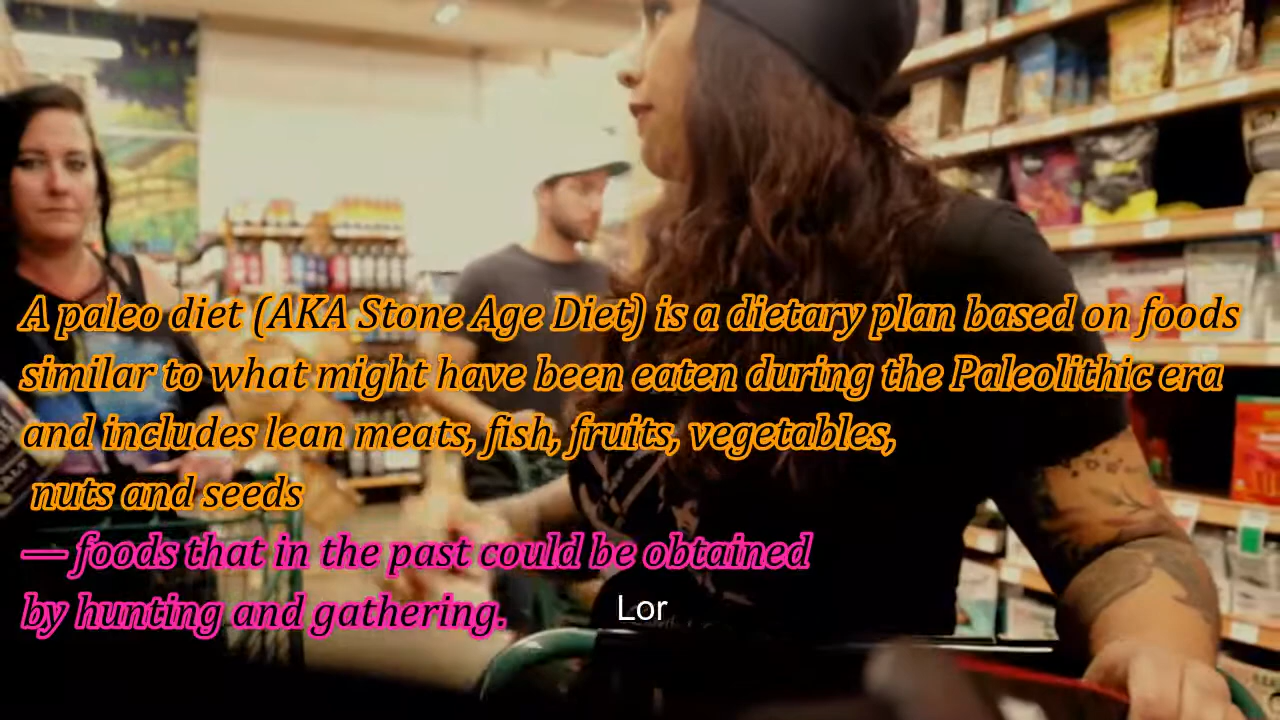 A paleo diet (AKA Stone Age Diet) is a dietary plan based on foods
similar to what might have been eaten during the Paleolithic era
and includes lean meats, fish, fruits, vegetables,
nuts and seeds
— foods that in the past could be obtained
by hunting and gathering.
Lor